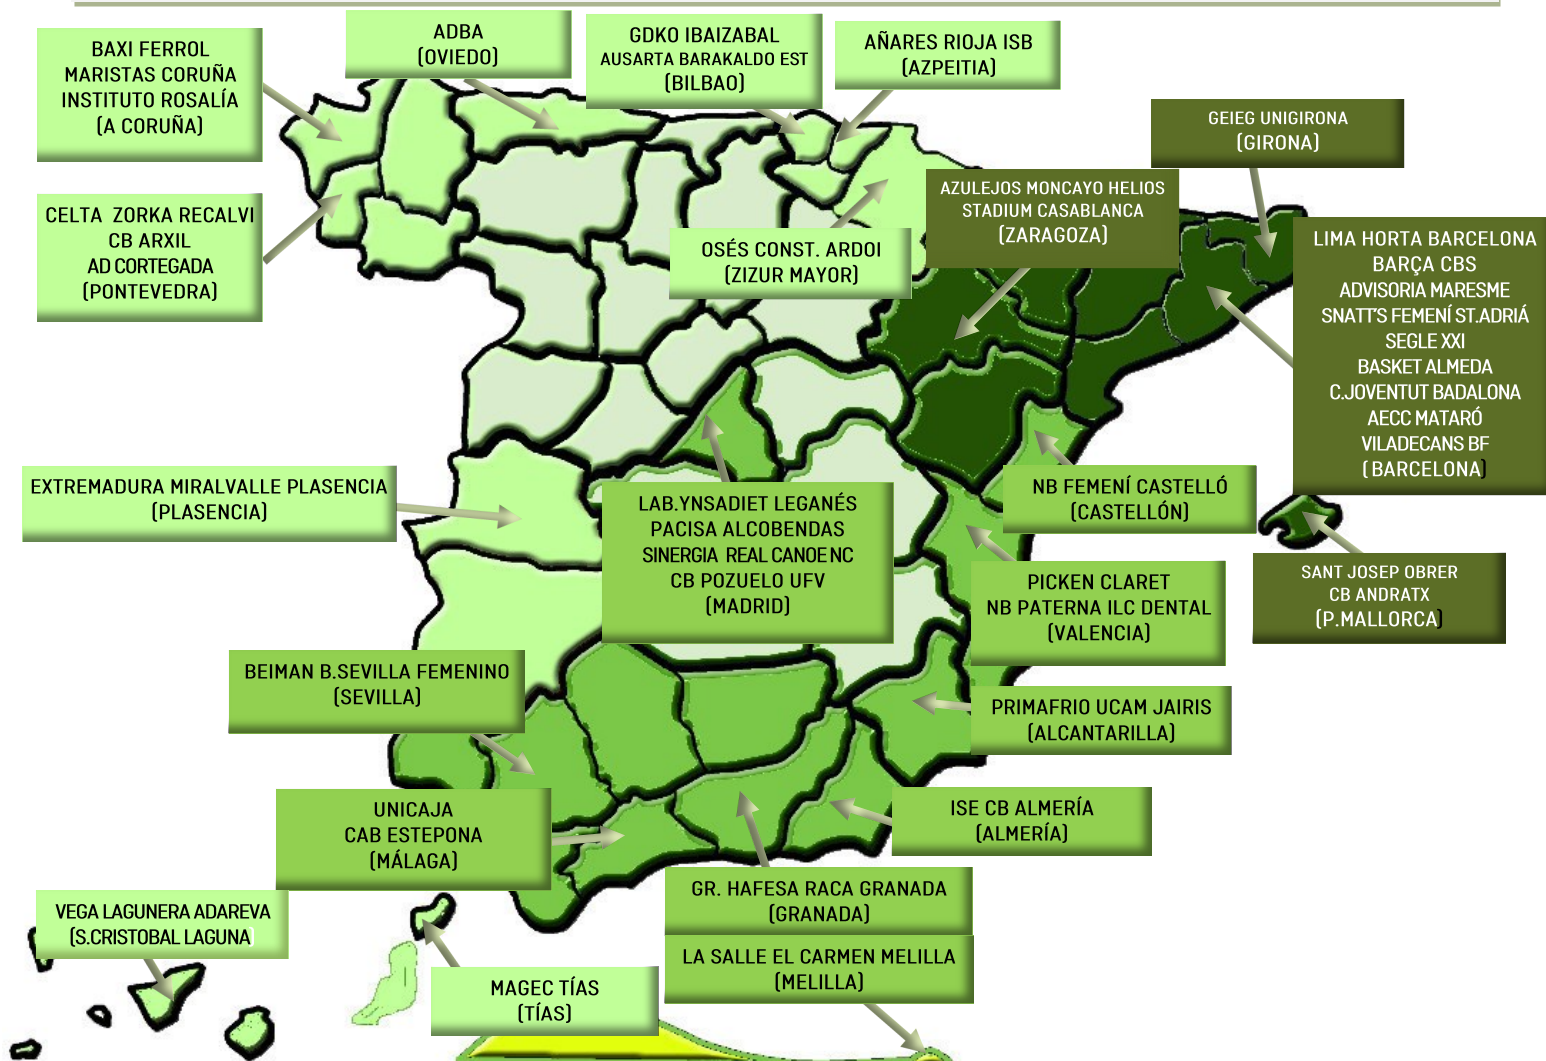 BAXI FERROL
MARISTAS CORUÑA
INSTITUTO ROSALÍA
(A CORUÑA)
ADBA
(OVIEDO)
GDKO IBAIZABAL
AUSARTA BARAKALDO EST
(BILBAO)
AÑARES RIOJA ISB
(AZPEITIA)
GEIEG UNIGIRONA
(GIRONA)
CELTA ZORKA RECALVI
CB ARXIL
AD CORTEGADA
(PONTEVEDRA)
OSÉS CONST. ARDOI
(ZIZUR MAYOR)
AZULEJOS MONCAYO HELIOS
STADIUM CASABLANCA
(ZARAGOZA)
LIMA HORTA BARCELONA
BARÇA CBS
ADVISORIA MARESME
SNATT'S FEMENÍ ST.ADRIÁ
SEGLE XXI
BASKET ALMEDA
C.JOVENTUT BADALONA
AECC MATARÓ
VILADECANS BF
(BARCELONA)
EXTREMADURA MIRALVALLE PLASENCIA
(PLASENCIA)
LAB.YNSADIET LEGANÉS
PACISA ALCOBENDAS
SINERGIA REAL CANOE NC
CB POZUELO UFV
(MADRID)
NB FEMENÍ CASTELLÓ
(CASTELLÓN)
PICKEN CLARET
NB PATERNA ILC DENTAL
(VALENCIA)
SANT JOSEP OBRER
CB ANDRATX
(P.MALLORCA)
BEIMAN B.SEVILLA FEMENINO
(SEVILLA)
PRIMAFRIO UCAM JAIRIS
(ALCANTARILLA)
UNICAJA
CAB ESTEPONA
(MÁLAGA)
ISE CB ALMERÍA
(ALMERÍA)
GR. HAFESA RACA GRANADA
(GRANADA)
VEGA LAGUNERA ADAREVA
(S.CRISTOBAL LAGUNA)
LA SALLE EL CARMEN MELILLA
(MELILLA)
MAGEC TÍAS
(TÍAS)